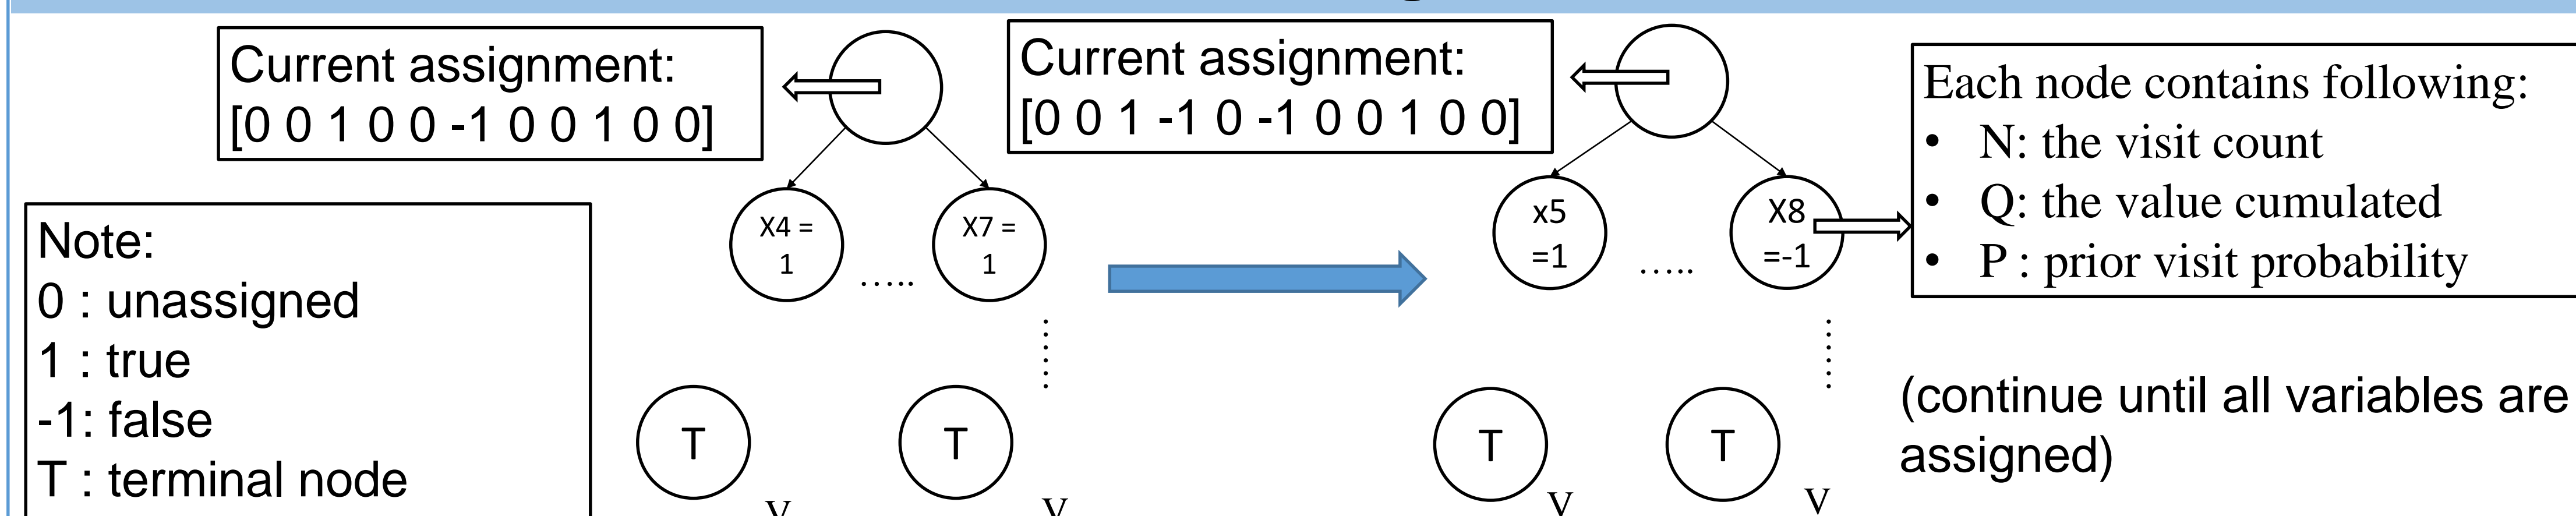 Current assignment:
[0 0 1 0 0 -1 0 0 1 0 0]
Current assignment:
[0 0 1 -1 0 -1 0 0 1 0 0]
Each node contains following:
• N: the visit count
• Q: the value cumulated
• P : prior visit probability
X4 =
1
.....
X7 =
1
x5
=1
.....
X8
=-1
Note:
0 : unassigned
1 : true
-1: false
T : terminal node
T
T
T
T
V
V
V
V
(continue until all variables are
assigned)